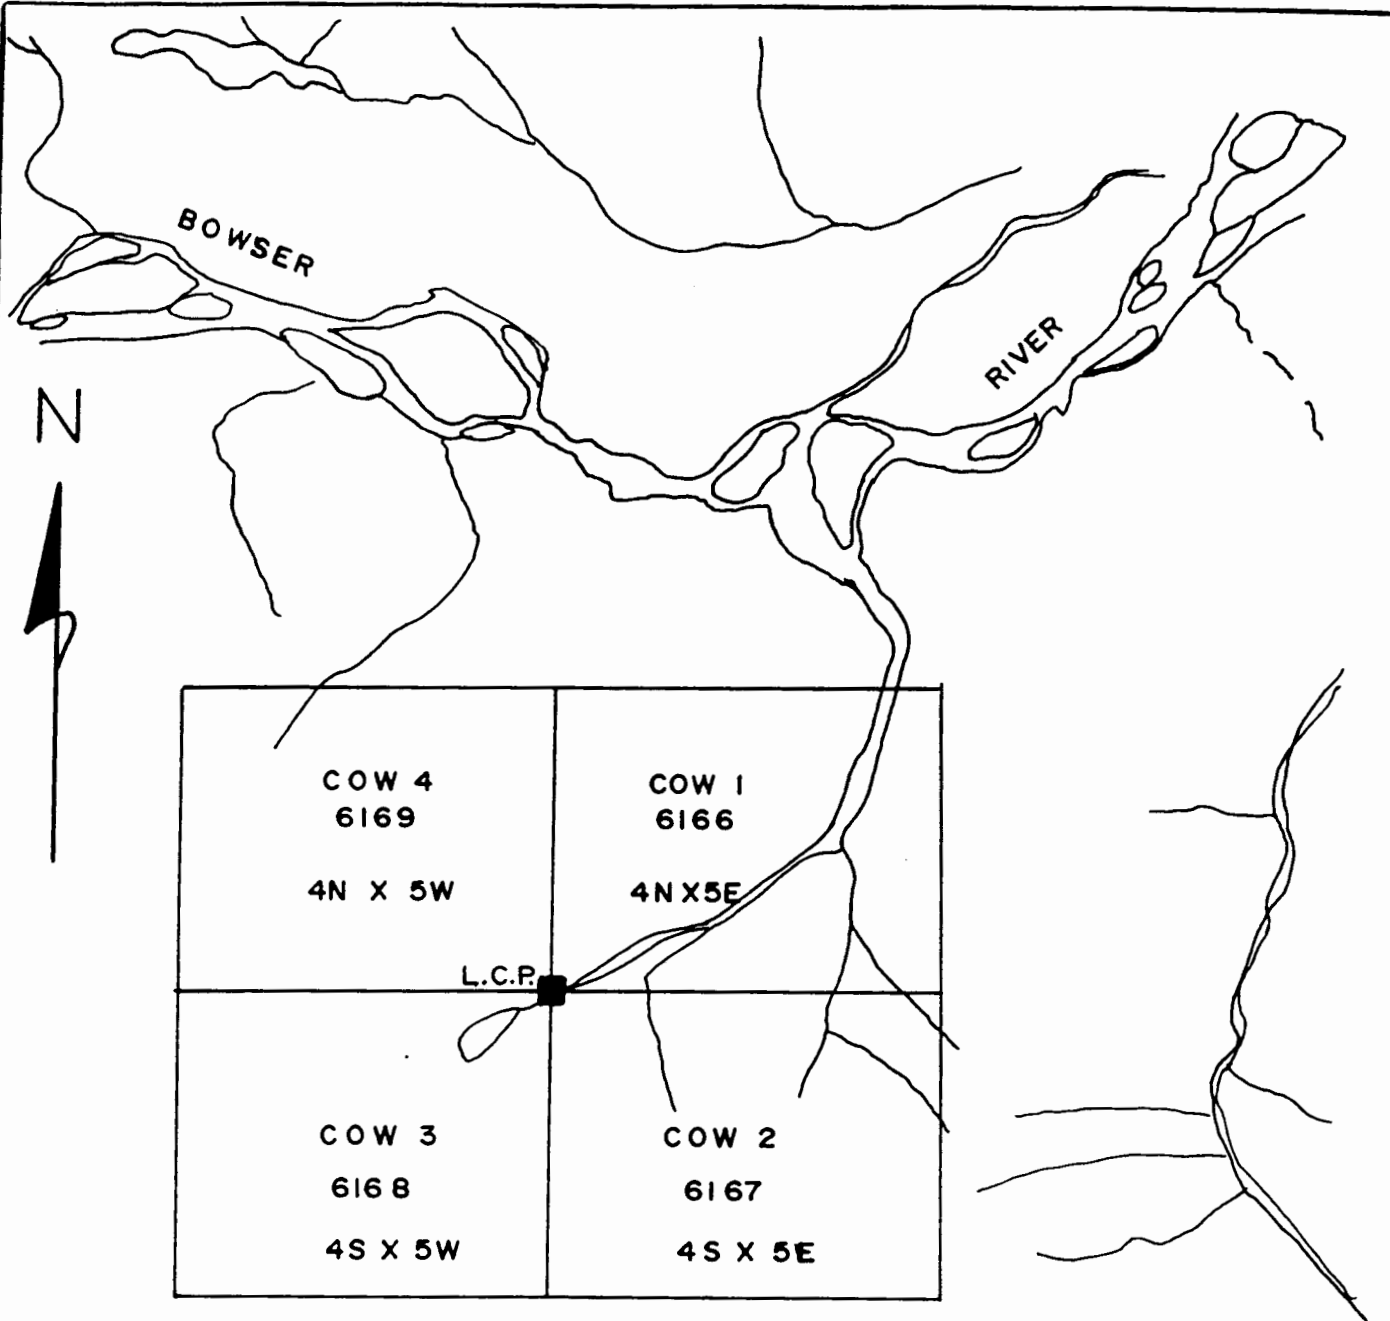 BOWSER
RIVER
N
COW 4
6169
4N X 5W
COW 1
6166
4N X 5E
L.C.P.
COW 3
6168
4S X 5W
COW 2
6167
4S X 5E